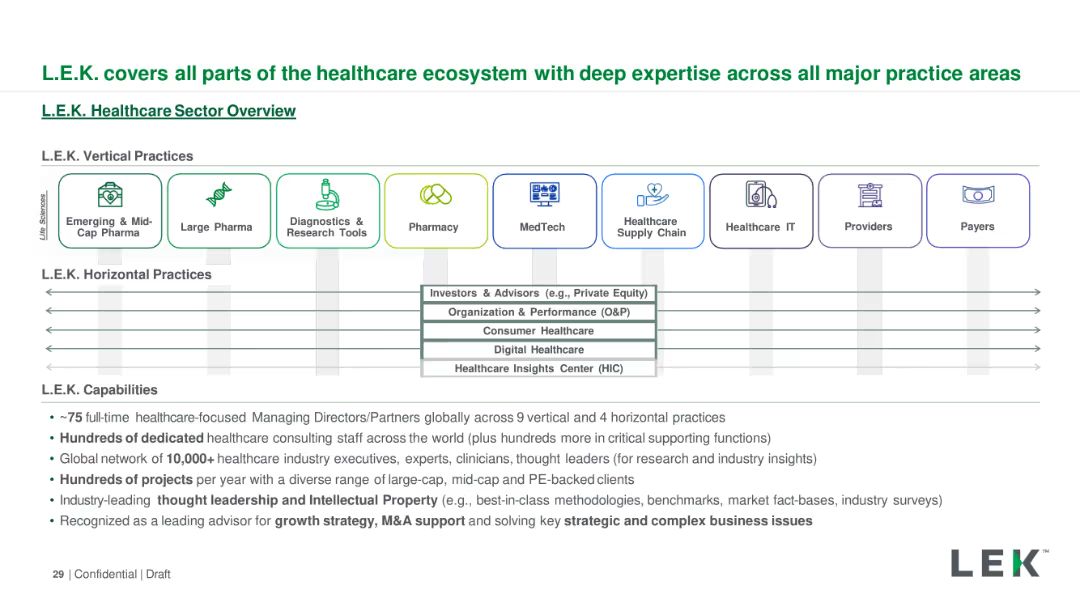 L.E.K. covers all parts of the healthcare ecosystem with deep expertise across all major practice areas
L.E.K. Healthcare Sector Overview
L.E.K. Vertical Practices
Life Sciences
Emerging & Mid-
Cap Pharma
Large Pharma
Diagnostics &
Research Tools
Pharmacy
MedTech
Healthcare
Supply Chain
Healthcare IT
Providers
Payers
L.E.K. Horizontal Practices
Investors & Advisors (e.g., Private Equity)
Organization & Performance (O&P)
Consumer Healthcare
Digital Healthcare
Healthcare Insights Center (HIC)
L.E.K. Capabilities
• ~75 full-time healthcare-focused Managing Directors/Partners globally across 9 vertical and 4 horizontal practices
• Hundreds of dedicated healthcare consulting staff across the world (plus hundreds more in critical supporting functions)
• Global network of 10,000+ healthcare industry executives, experts, clinicians, thought leaders (for research and industry insights)
• Hundreds of projects per year with a diverse range of large-cap, mid-cap and PE-backed clients
• Industry-leading thought leadership and Intellectual Property (e.g., best-in-class methodologies, benchmarks, market fact-bases, industry surveys)
• Recognized as a leading advisor for growth strategy, M&A support and solving key strategic and complex business issues
29 | Confidential | Draft
LEK™